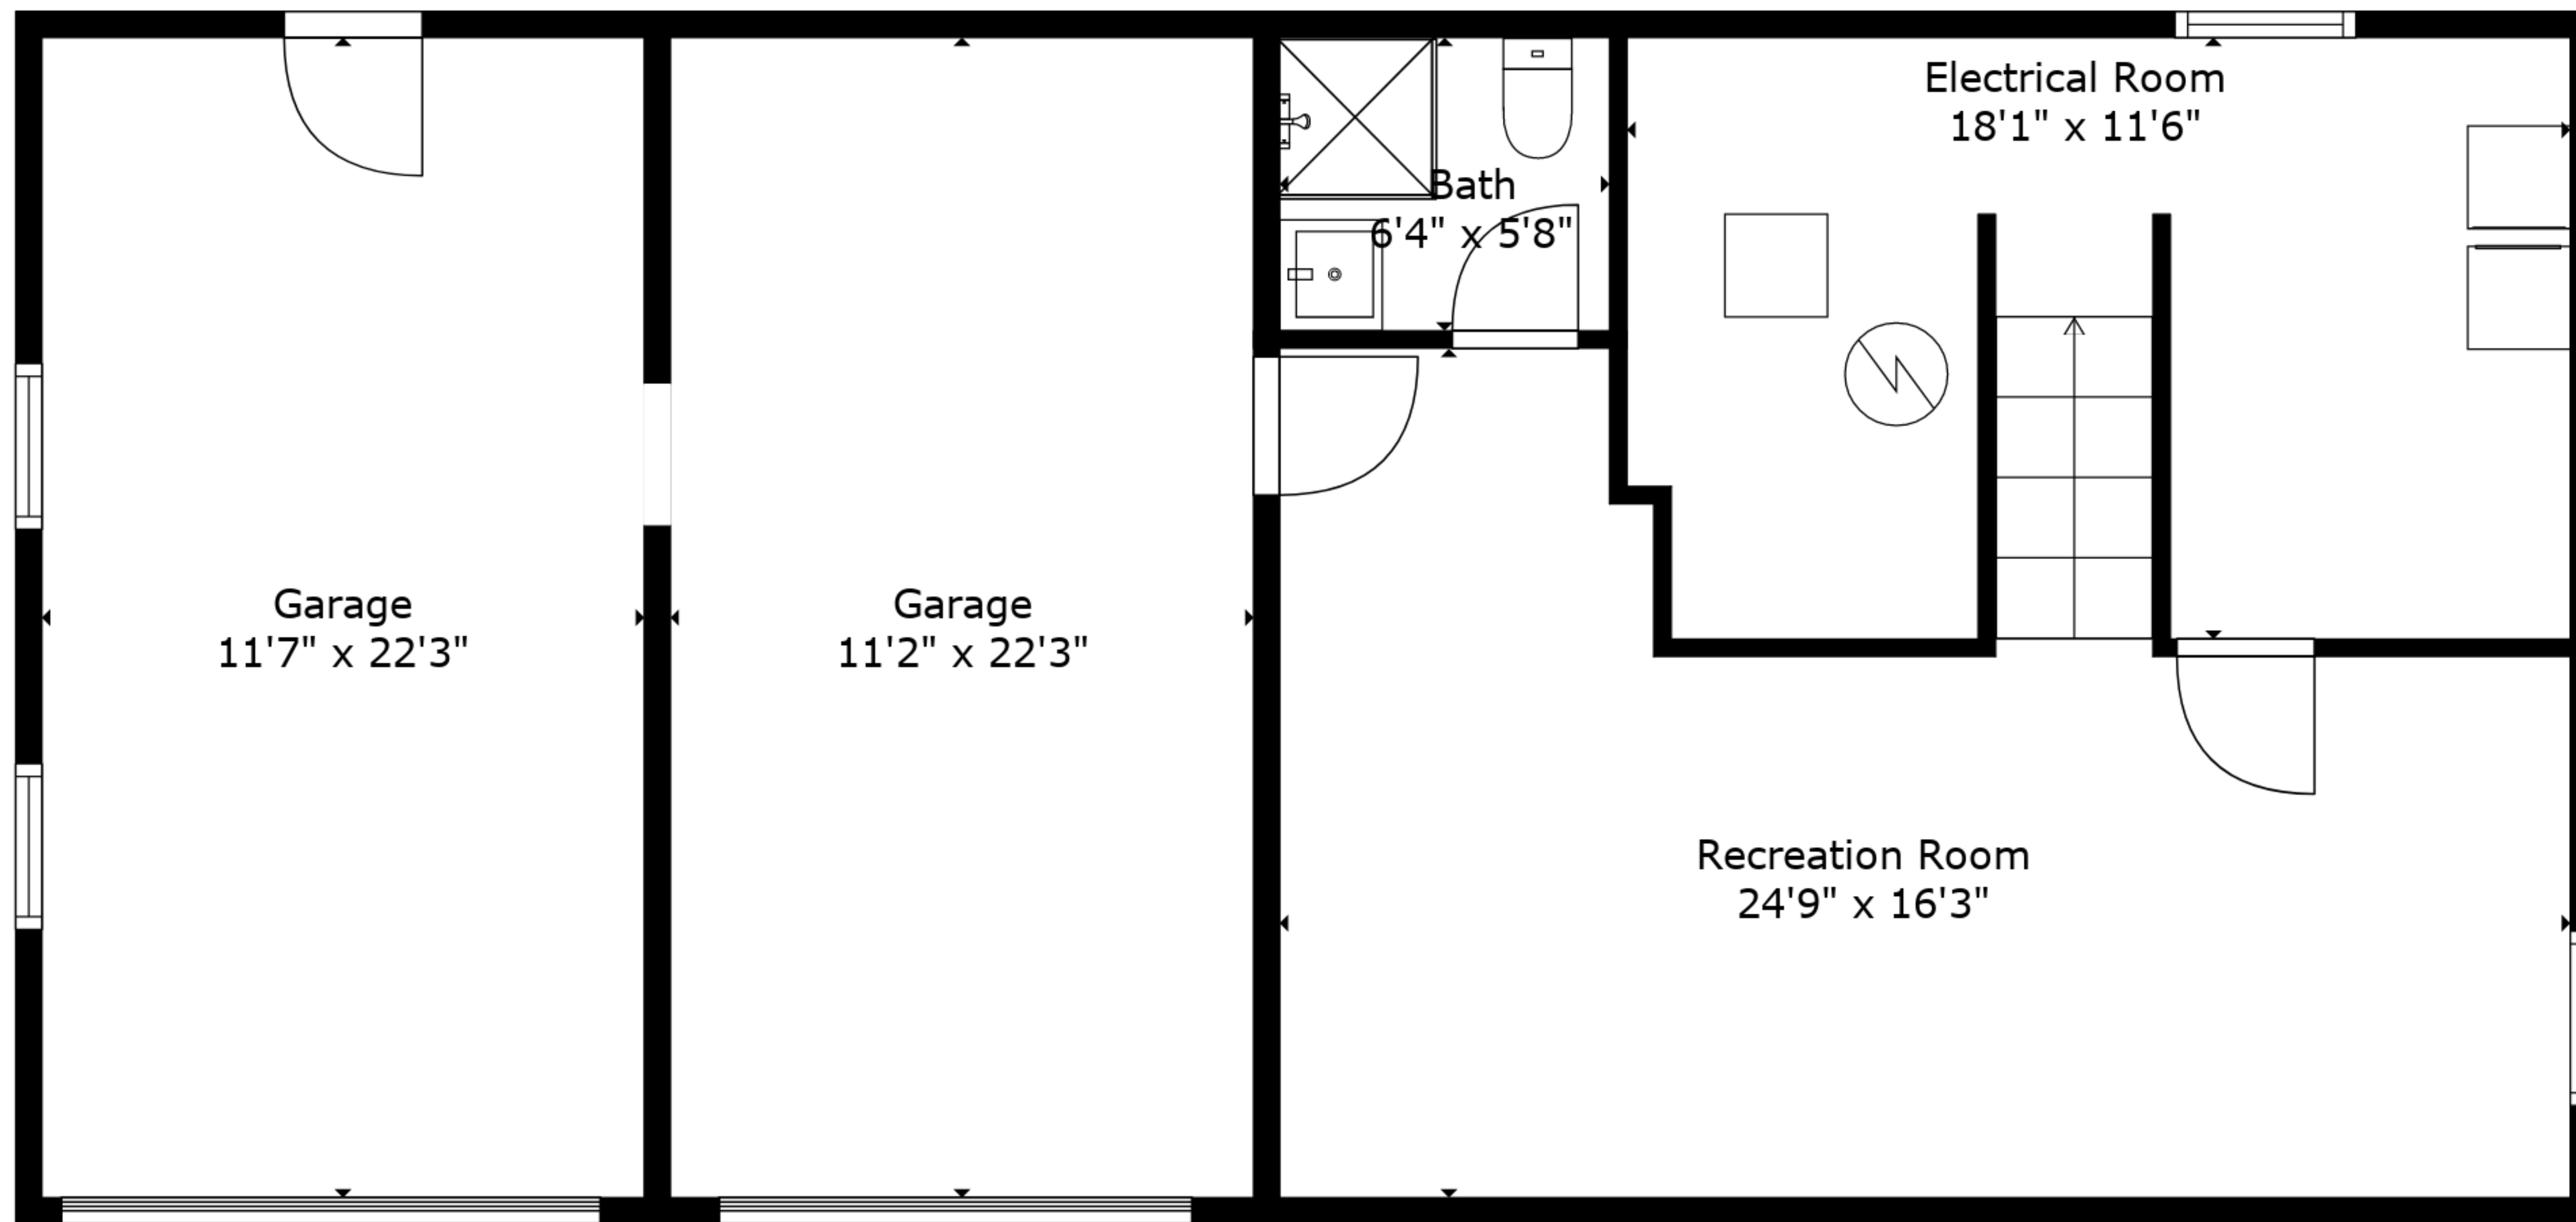 Electrical Room
18'1" x 11'6"
Bath
6'4" x 5'8"
Garage
11'7" x 22'3"
Garage
11'2" x 22'3"
Recreation Room
24'9" x 16'3"